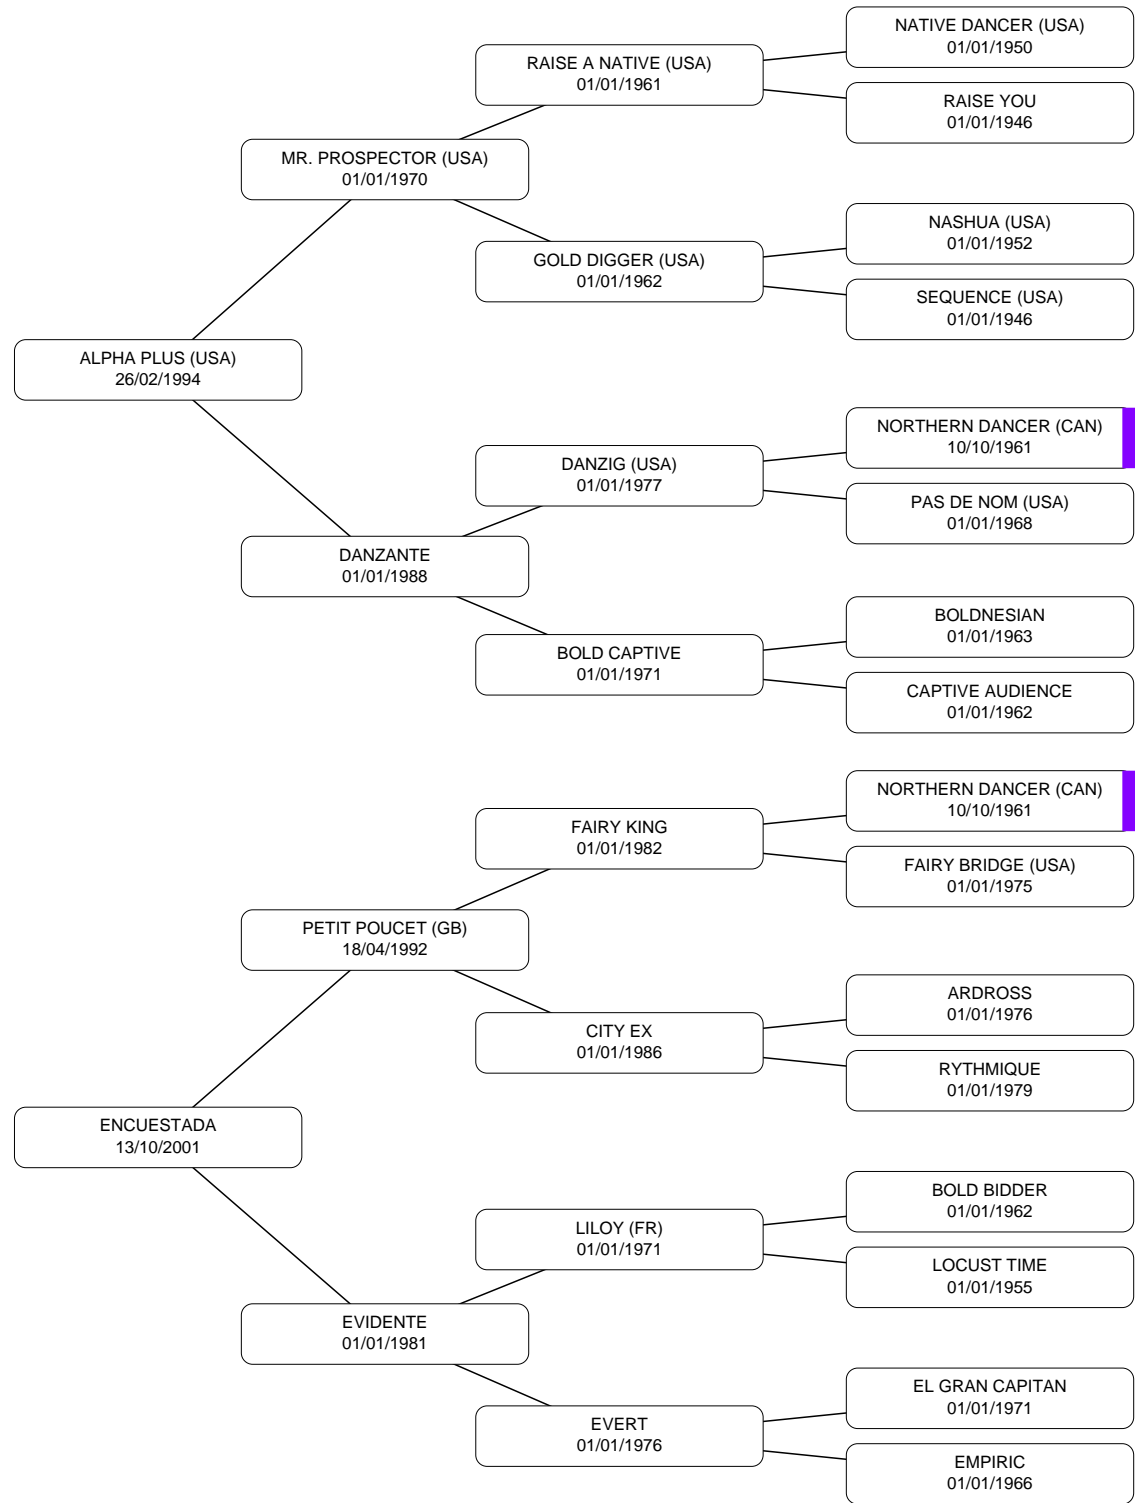 NATIVE DANCER (USA)
01/01/1950
RAISE A NATIVE (USA)
01/01/1961
RAISE YOU
01/01/1946
MR. PROSPECTOR (USA)
01/01/1970
NASHUA (USA)
01/01/1952
GOLD DIGGER (USA)
01/01/1962
SEQUENCE (USA)
01/01/1946
ALPHA PLUS (USA)
26/02/1994
NORTHERN DANCER (CAN)
10/10/1961
DANZIG (USA)
01/01/1977
PAS DE NOM (USA)
01/01/1968
DANZANTE
01/01/1988
BOLDNESIAN
01/01/1963
BOLD CAPTIVE
01/01/1971
CAPTIVE AUDIENCE
01/01/1962
NORTHERN DANCER (CAN)
10/10/1961
FAIRY KING
01/01/1982
FAIRY BRIDGE (USA)
01/01/1975
PETIT POUCET (GB)
18/04/1992
ARDROSS
01/01/1976
CITY EX
01/01/1986
RYTHMIQUE
01/01/1979
ENCUESTADA
13/10/2001
BOLD BIDDER
01/01/1962
LILOY (FR)
01/01/1971
LOCUST TIME
01/01/1955
EVIDENTE
01/01/1981
EL GRAN CAPITAN
01/01/1971
EVERT
01/01/1976
EMPIRIC
01/01/1966